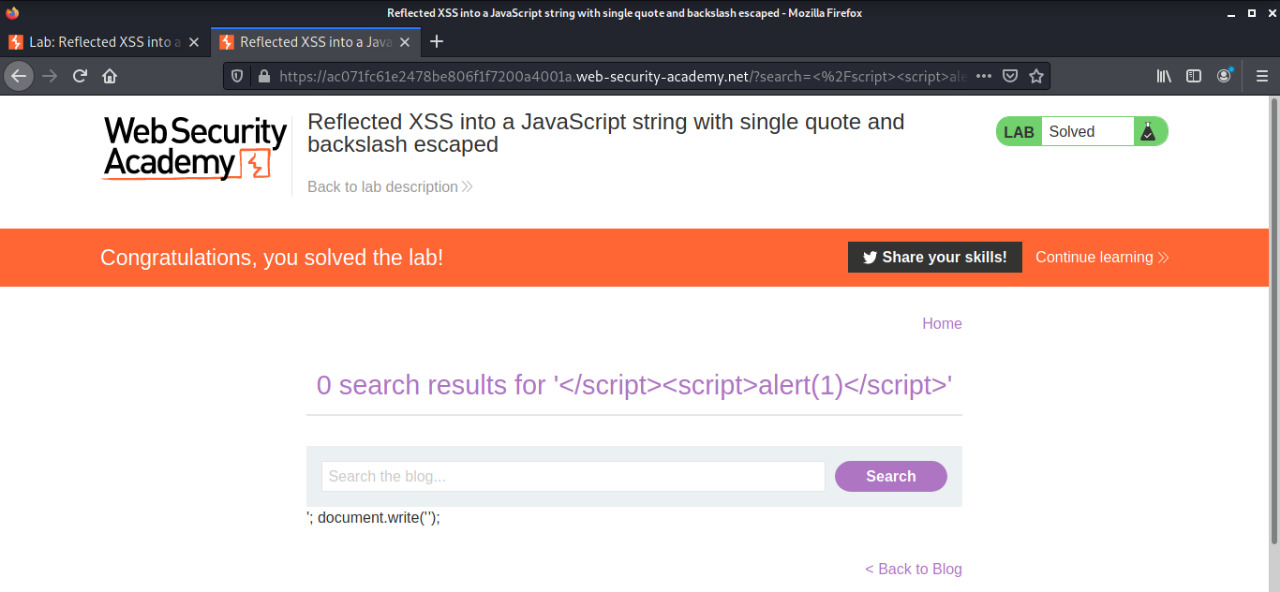 Reflected XSS into a JavaScript string with single quote and backslash escaped - Mozilla Firefox
Lab: Reflected XSS into a
Reflected XSS into a Java
https://ac071fc61e2478be806f1f7200a4001a.web-security-academy.net/?search=<%2Fscript><script>ale
Web Security
Academy
Reflected XSS into a JavaScript string with single quote and
backslash escaped
LAB Solved
Back to lab description
Congratulations, you solved the lab!
Share your skills!
Continue learning
Home
0 search results for '</script><script>alert(1)</script>'
Search the blog...
Search
'; document.write('');
< Back to Blog